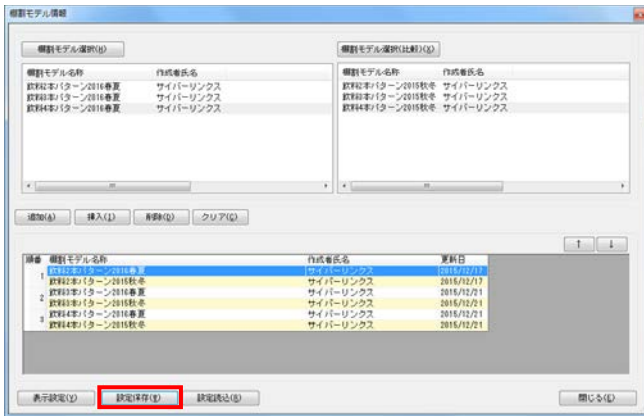 棚割モデル情報
棚割モデル選択(H)
棚割モデル選択(比較)(X)
棚割モデル名称 作成者氏名
飲料2本パターン2016春夏 サイバーリンクス
飲料3本パターン2016春夏 サイバーリンクス
飲料4本パターン2016春夏 サイバーリンクス
棚割モデル名称 作成者氏名
飲料2本パターン2015秋冬 サイバーリンクス
飲料3本パターン2015秋冬 サイバーリンクス
飲料4本パターン2015秋冬 サイバーリンクス
追加(A) 挿入(I) 削除(D) クリア(C)
↑ ↓
順番 棚割モデル名称 作成者氏名 更新日
1 飲料2本パターン2016春夏 サイバーリンクス 2015/12/17
飲料2本パターン2015秋冬 サイバーリンクス 2015/12/17
2 飲料3本パターン2016春夏 サイバーリンクス 2015/12/21
飲料3本パターン2015秋冬 サイバーリンクス 2015/12/21
3 飲料4本パターン2016春夏 サイバーリンクス 2015/12/21
飲料4本パターン2015秋冬 サイバーリンクス 2015/12/21
表示設定(V) 設定保存(W) 設定読込(R) 閉じる(E)